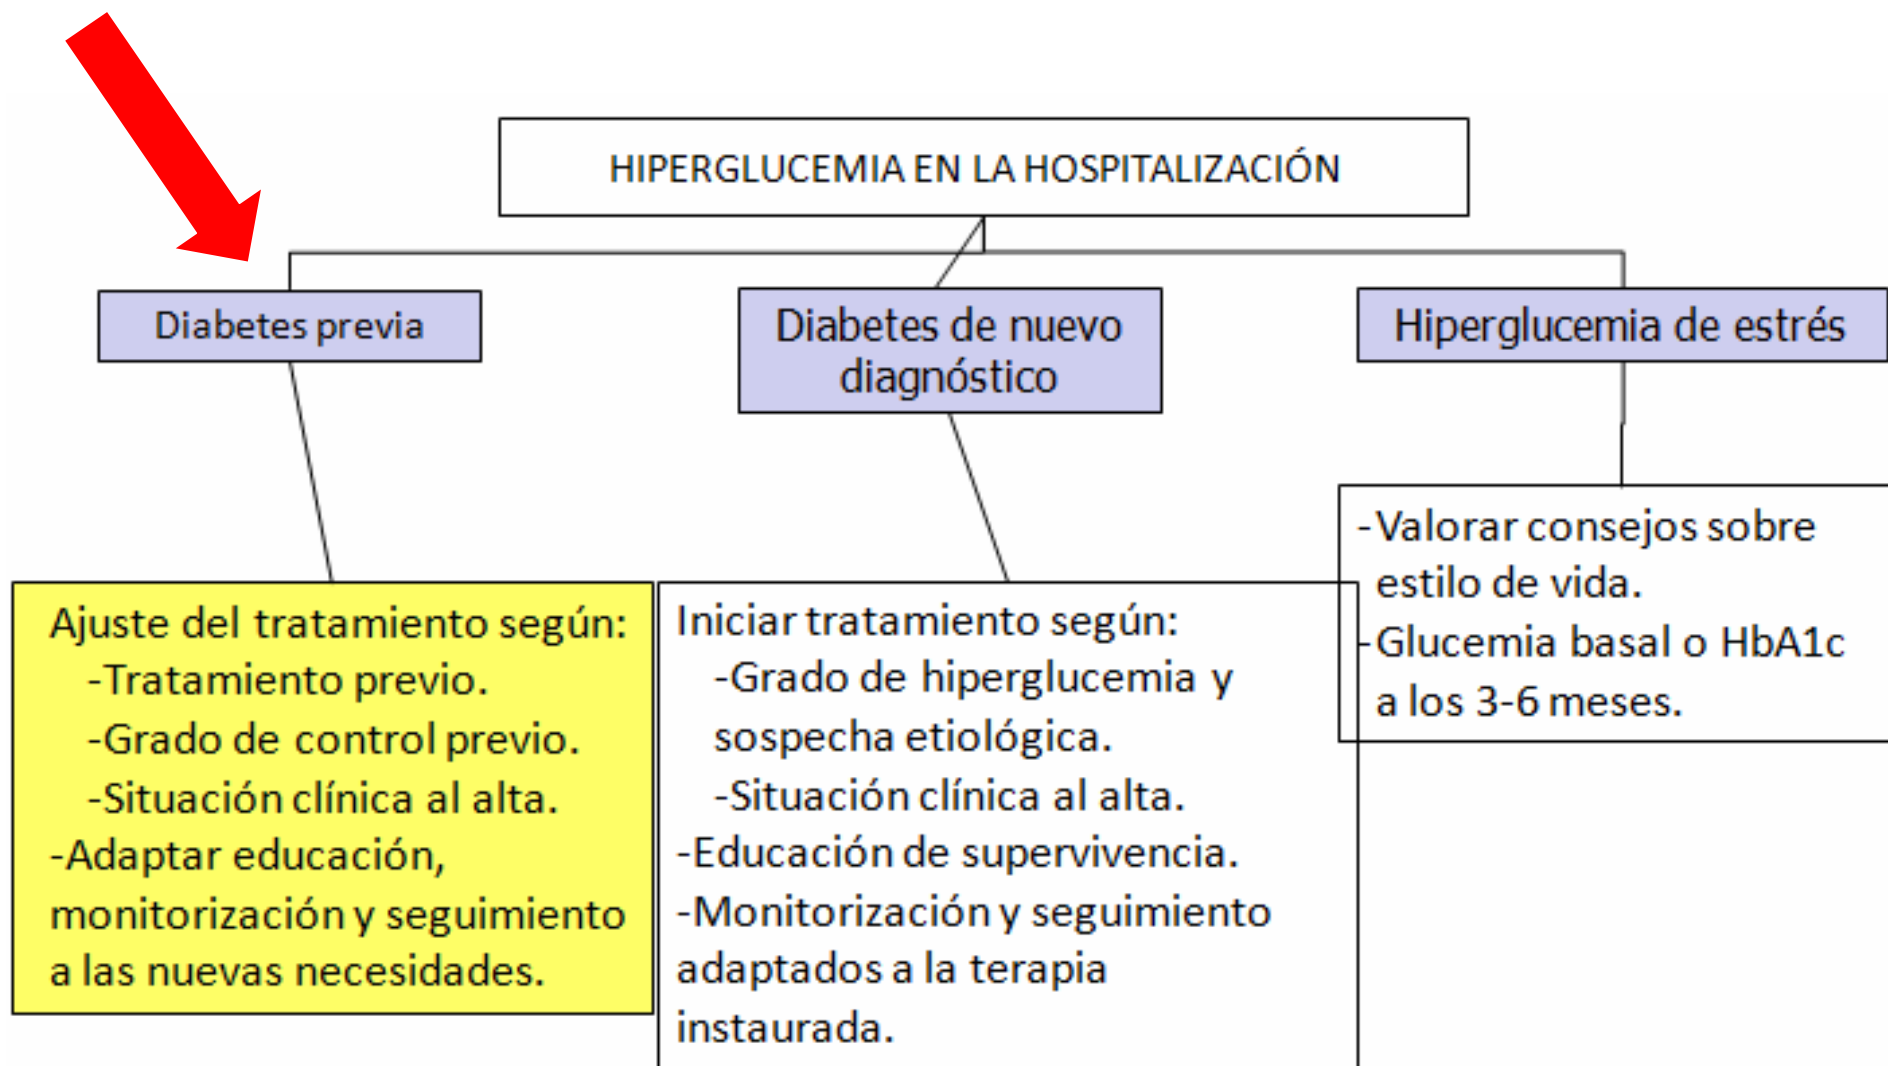 HIPERGLUCEMIA EN LA HOSPITALIZACIÓN
Diabetes previa
Diabetes de nuevo
diagnóstico
Hiperglucemia de estrés
Ajuste del tratamiento según:
-Tratamiento previo.
-Grado de control previo.
-Situación clínica al alta.
-Adaptar educación,
monitorización y seguimiento
a las nuevas necesidades.
Iniciar tratamiento según:
-Grado de hiperglucemia y
sospecha etiológica.
-Situación clínica al alta.
-Educación de supervivencia.
-Monitorización y seguimiento
adaptados a la terapia
instaurada.
-Valorar consejos sobre
estilo de vida.
-Glucemia basal o HbA1c
a los 3-6 meses.